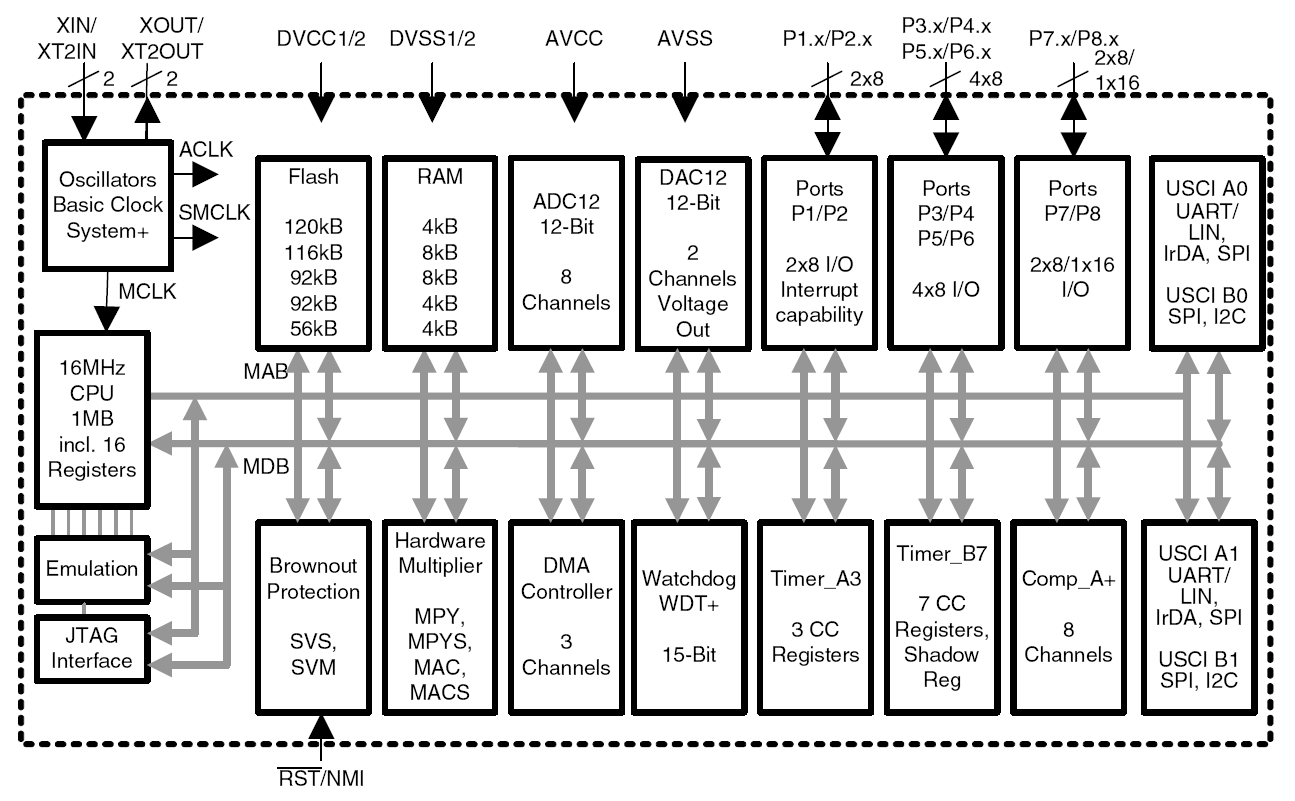 XIN/
XT2IN
XOUT/
XT2OUT
DVCC1/2
DVSS1/2
AVCC
AVSS
P1.x/P2.x
P3.x/P4.x
P5.x/P6.x
P7.x/P8.x
2
2
2x8
4x8
2x8/
1x16
Oscillators
Basic Clock
System+
ACLK
SMCLK
MCLK
Flash
120kB
116kB
92kB
92kB
56kB
RAM
4kB
8kB
8kB
4kB
4kB
ADC12
12-Bit
8
Channels
DAC12
12-Bit
2
Channels
Voltage
Out
Ports
P1/P2
2x8 I/O
Interrupt
capability
Ports
P3/P4
P5/P6
4x8 I/O
Ports
P7/P8
2x8/1x16
I/O
USCI A0
UART/
LIN,
IrDA, SPI
USCI B0
SPI, I2C
16MHz
CPU
1MB
incl. 16
Registers
MAB
MDB
Emulation
JTAG
Interface
Brownout
Protection
SVS,
SVM
Hardware
Multiplier
MPY,
MPYS,
MAC,
MACS
DMA
Controller
3
Channels
Watchdog
WDT+
15-Bit
Timer_A3
3 CC
Registers
Timer_B7
7 CC
Registers,
Shadow
Reg
Comp_A+
8
Channels
USCI A1
UART/
LIN,
IrDA, SPI
USCI B1
SPI, I2C
RST/NMI